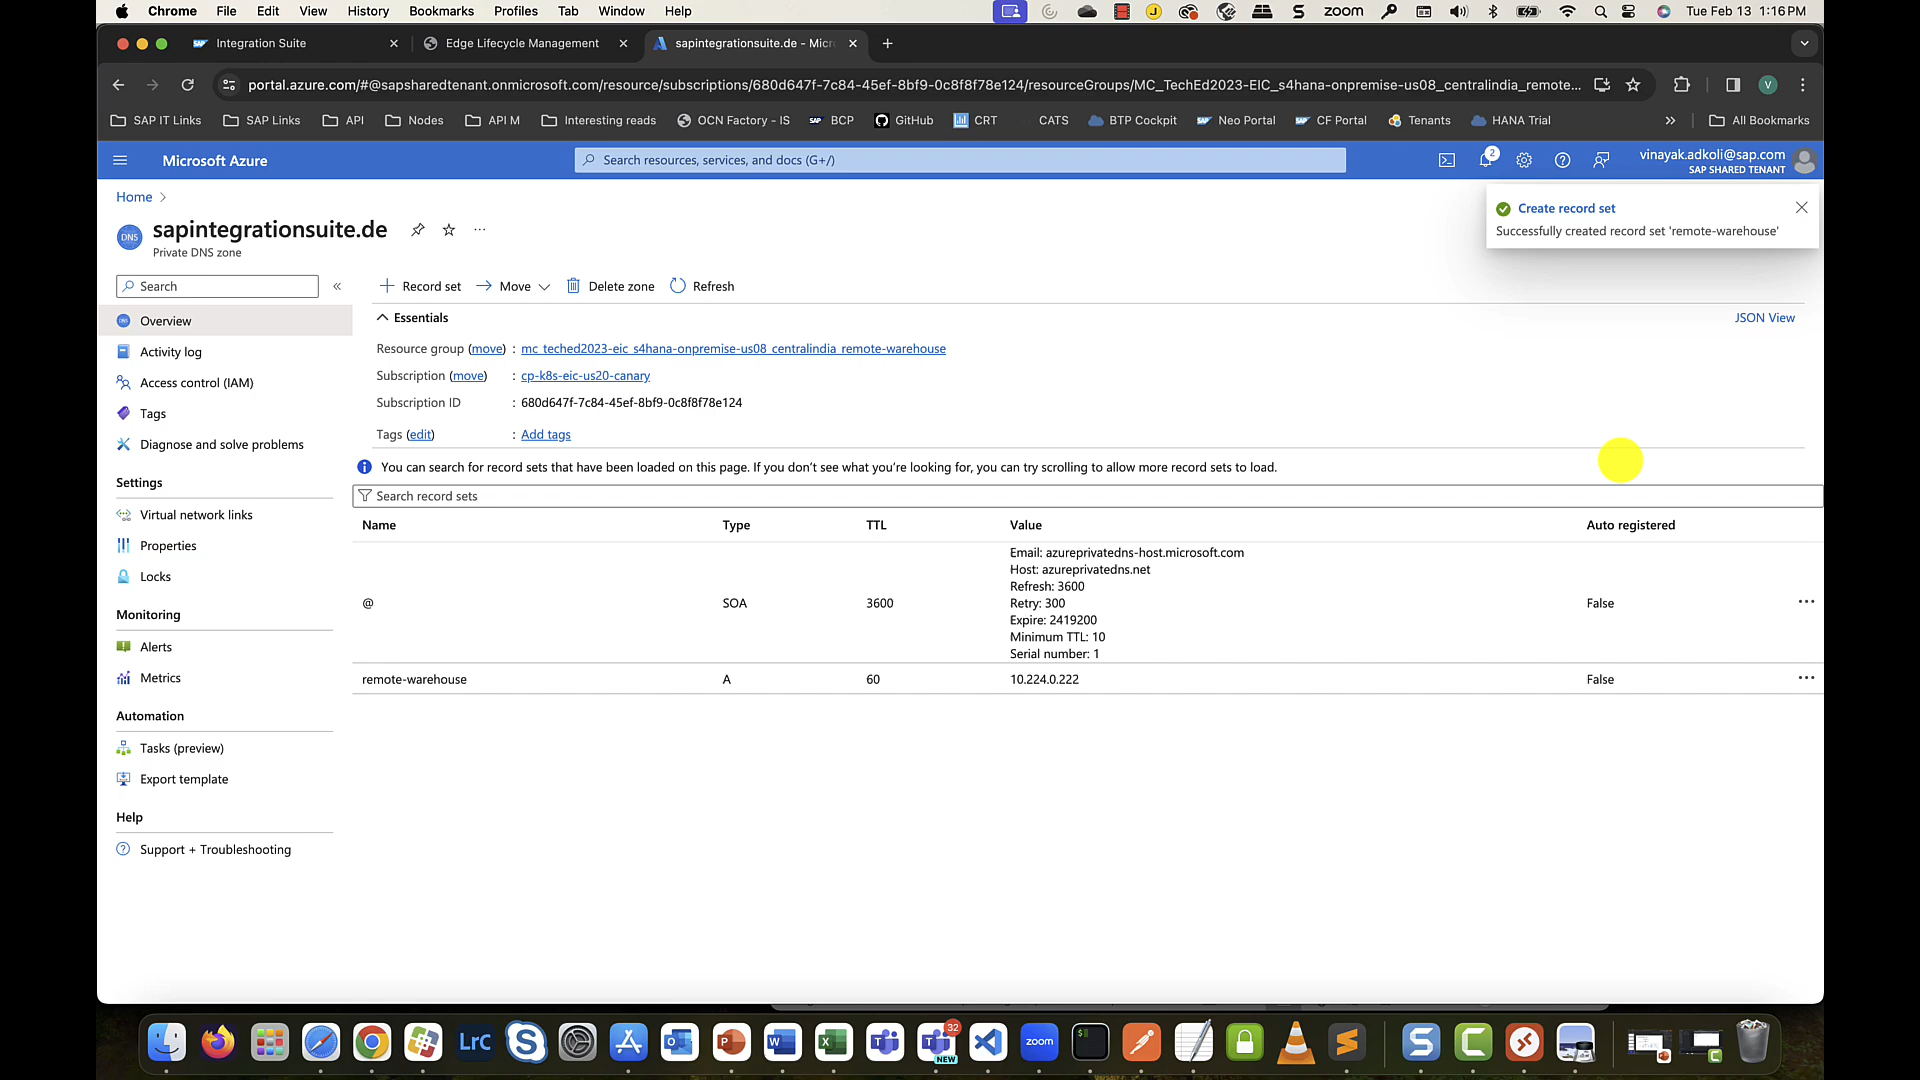 Chrome File Edit View History Bookmarks Profiles Tab Window Help zoom Tue Feb 13 1:16 PM
Integration Suite Edge Lifecycle Management sapintegrationsuite.de - Micr
portal.azure.com/#@sapsharedtenant.onmicrosoft.com/resource/subscriptions/680d647f-7c84-45ef-8bf9-0c8f8f78e124/resourceGroups/MC_TechEd2023-EIC_s4hana-onpremise-us08_centralindia_remote... V
SAP IT Links SAP Links API Nodes API M Interesting reads OCN Factory - IS BCP GitHub CRT CATS BTP Cockpit Neo Portal CF Portal Tenants HANA Trial » All Bookmarks
Microsoft Azure Search resources, services, and docs (G+/) 2 vinayak.adkoli@sap.com
SAP SHARED TENANT
Home >
Create record set
Successfully created record set 'remote-warehouse'
DNS sapintegrationsuite.de ...
Private DNS zone
Search «
Record set Move Delete zone Refresh
Overview
Activity log
Access control (IAM)
Tags
Diagnose and solve problems
Settings
Virtual network links
Properties
Locks
Monitoring
Alerts
Metrics
Automation
Tasks (preview)
Export template
Help
Support + Troubleshooting
Essentials JSON View
Resource group (move) : mc_teched2023-eic_s4hana-onpremise-us08_centralindia_remote-warehouse
Subscription (move) : cp-k8s-eic-us20-canary
Subscription ID : 680d647f-7c84-45ef-8bf9-0c8f8f78e124
Tags (edit) : Add tags
You can search for record sets that have been loaded on this page. If you don't see what you're looking for, you can try scrolling to allow more record sets to load.
Search record sets
Name Type TTL Value Auto registered
@ SOA 3600 Email: azureprivatedns-host.microsoft.com
Host: azureprivatedns.net
Refresh: 3600
Retry: 300
Expire: 2419200
Minimum TTL: 10
Serial number: 1
False ...
remote-warehouse A 60 10.224.0.222 False ...
LrC zoom 32 NEW